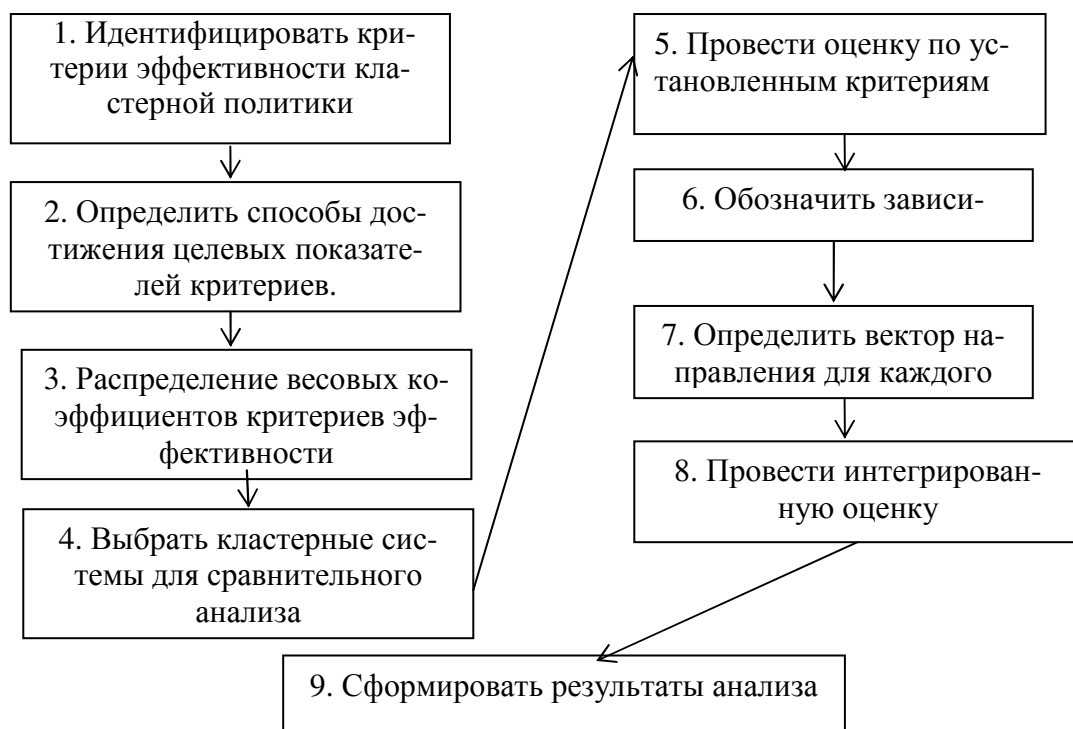 1. Идентифицировать кри-
терии эффективности кла-
стерной политики
2. Определить способы дос-
тижения целевых показате-
лей критериев.
3. Распределение весовых ко-
эффициентов критериев эф-
фективности
4. Выбрать кластерные сис-
темы для сравнительного
анализа
5. Провести оценку по ус-
тановленным критериям
6. Обозначить зависи-
7. Определить вектор на-
правления для каждого
8. Провести интегрирован-
ную оценку
9. Сформировать результаты анализа